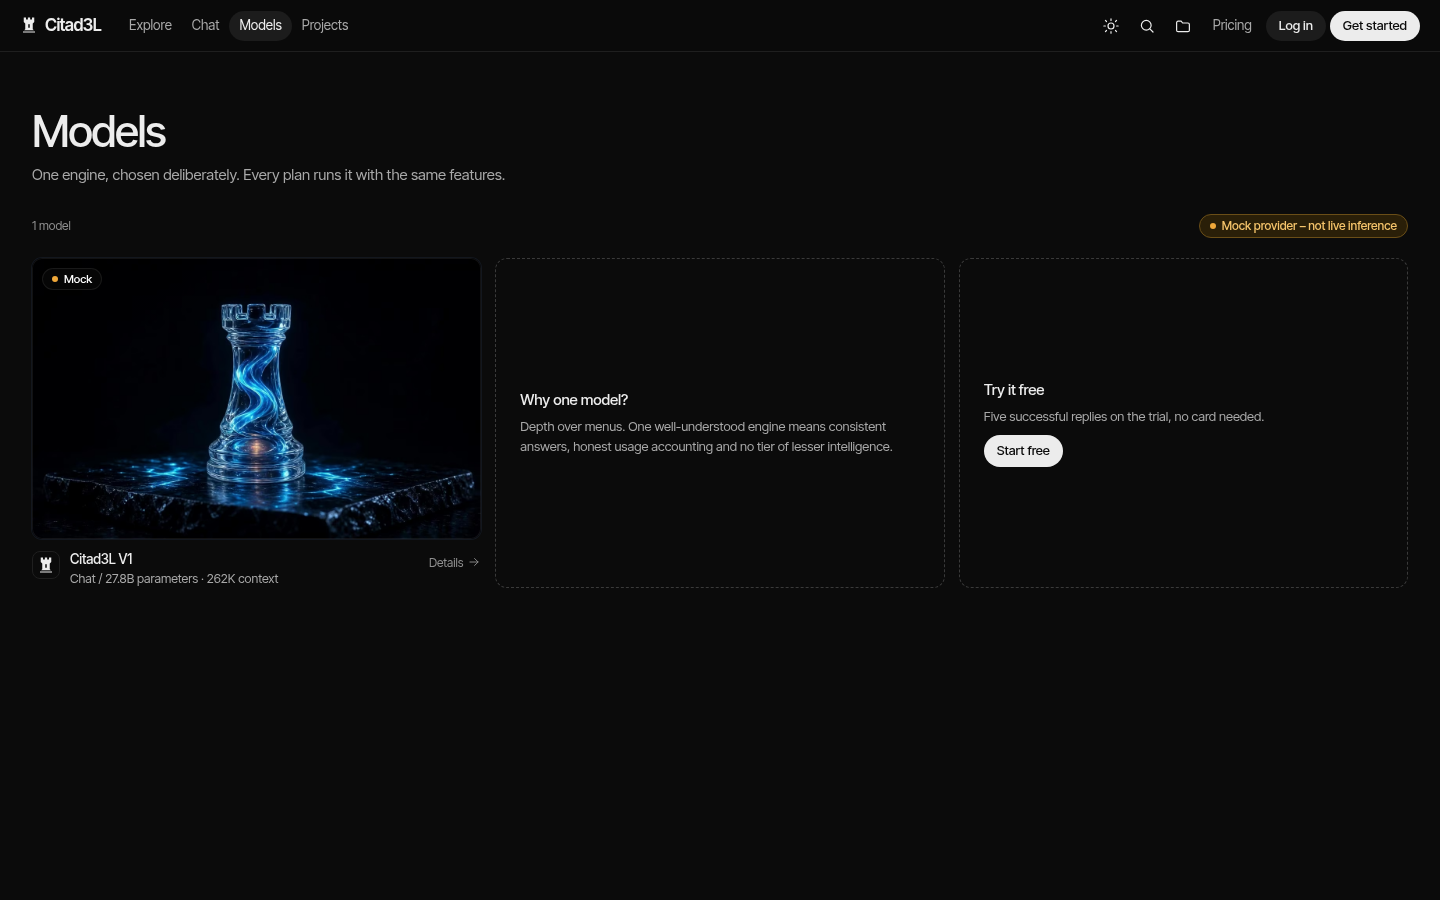 Citad3L
Explore
Chat
Models
Projects
Pricing
Log in
Get started
Models
One engine, chosen deliberately. Every plan runs it with the same features.
1 model
Mock provider – not live inference
Mock
Citad3L V1
Chat / 27.8B parameters · 262K context
Details →
Why one model?
Depth over menus. One well-understood engine means consistent
answers, honest usage accounting and no tier of lesser intelligence.
Try it free
Five successful replies on the trial, no card needed.
Start free